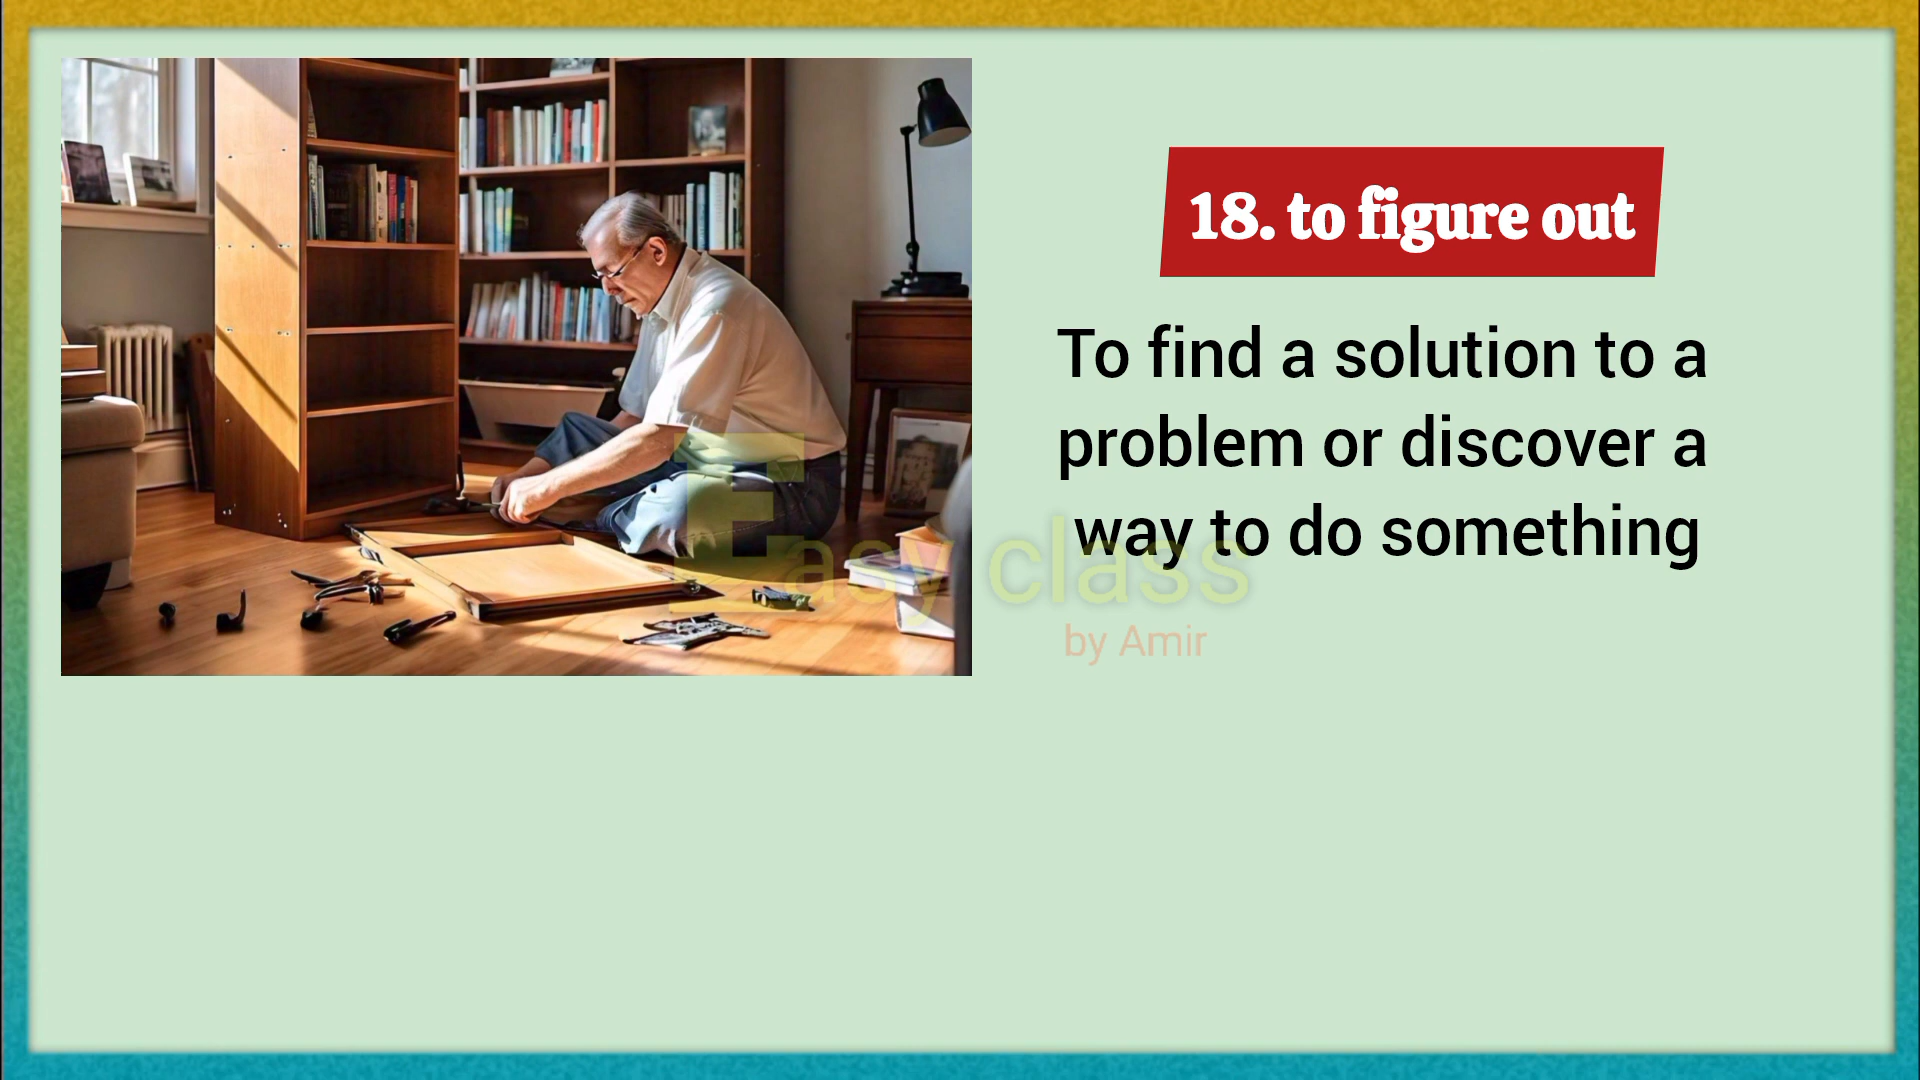 18. to figure out
To find a solution to a
problem or discover a
way to do something
Easy class
by Amir